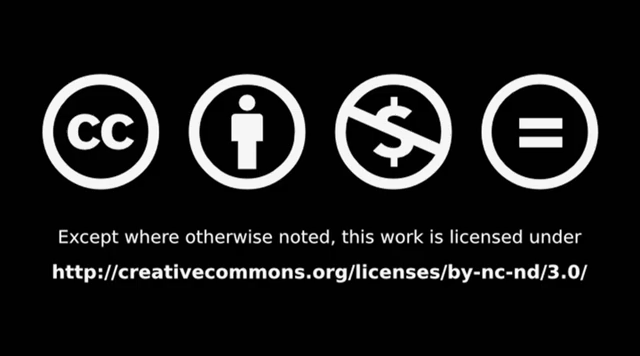 cc
$
=
Except where otherwise noted, this work is licensed under
http://creativecommons.org/licenses/by-nc-nd/3.0/